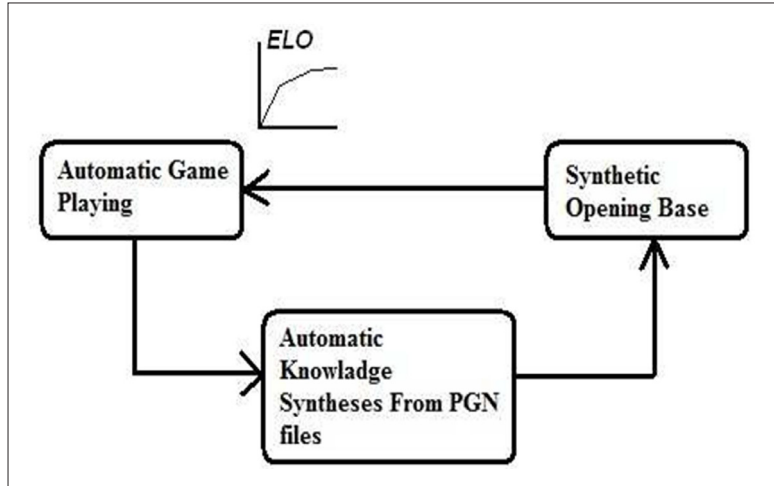 ELO
Automatic Game
Playing
Synthetic
Opening Base
Automatic
Knowladge
Syntheses From PGN
files